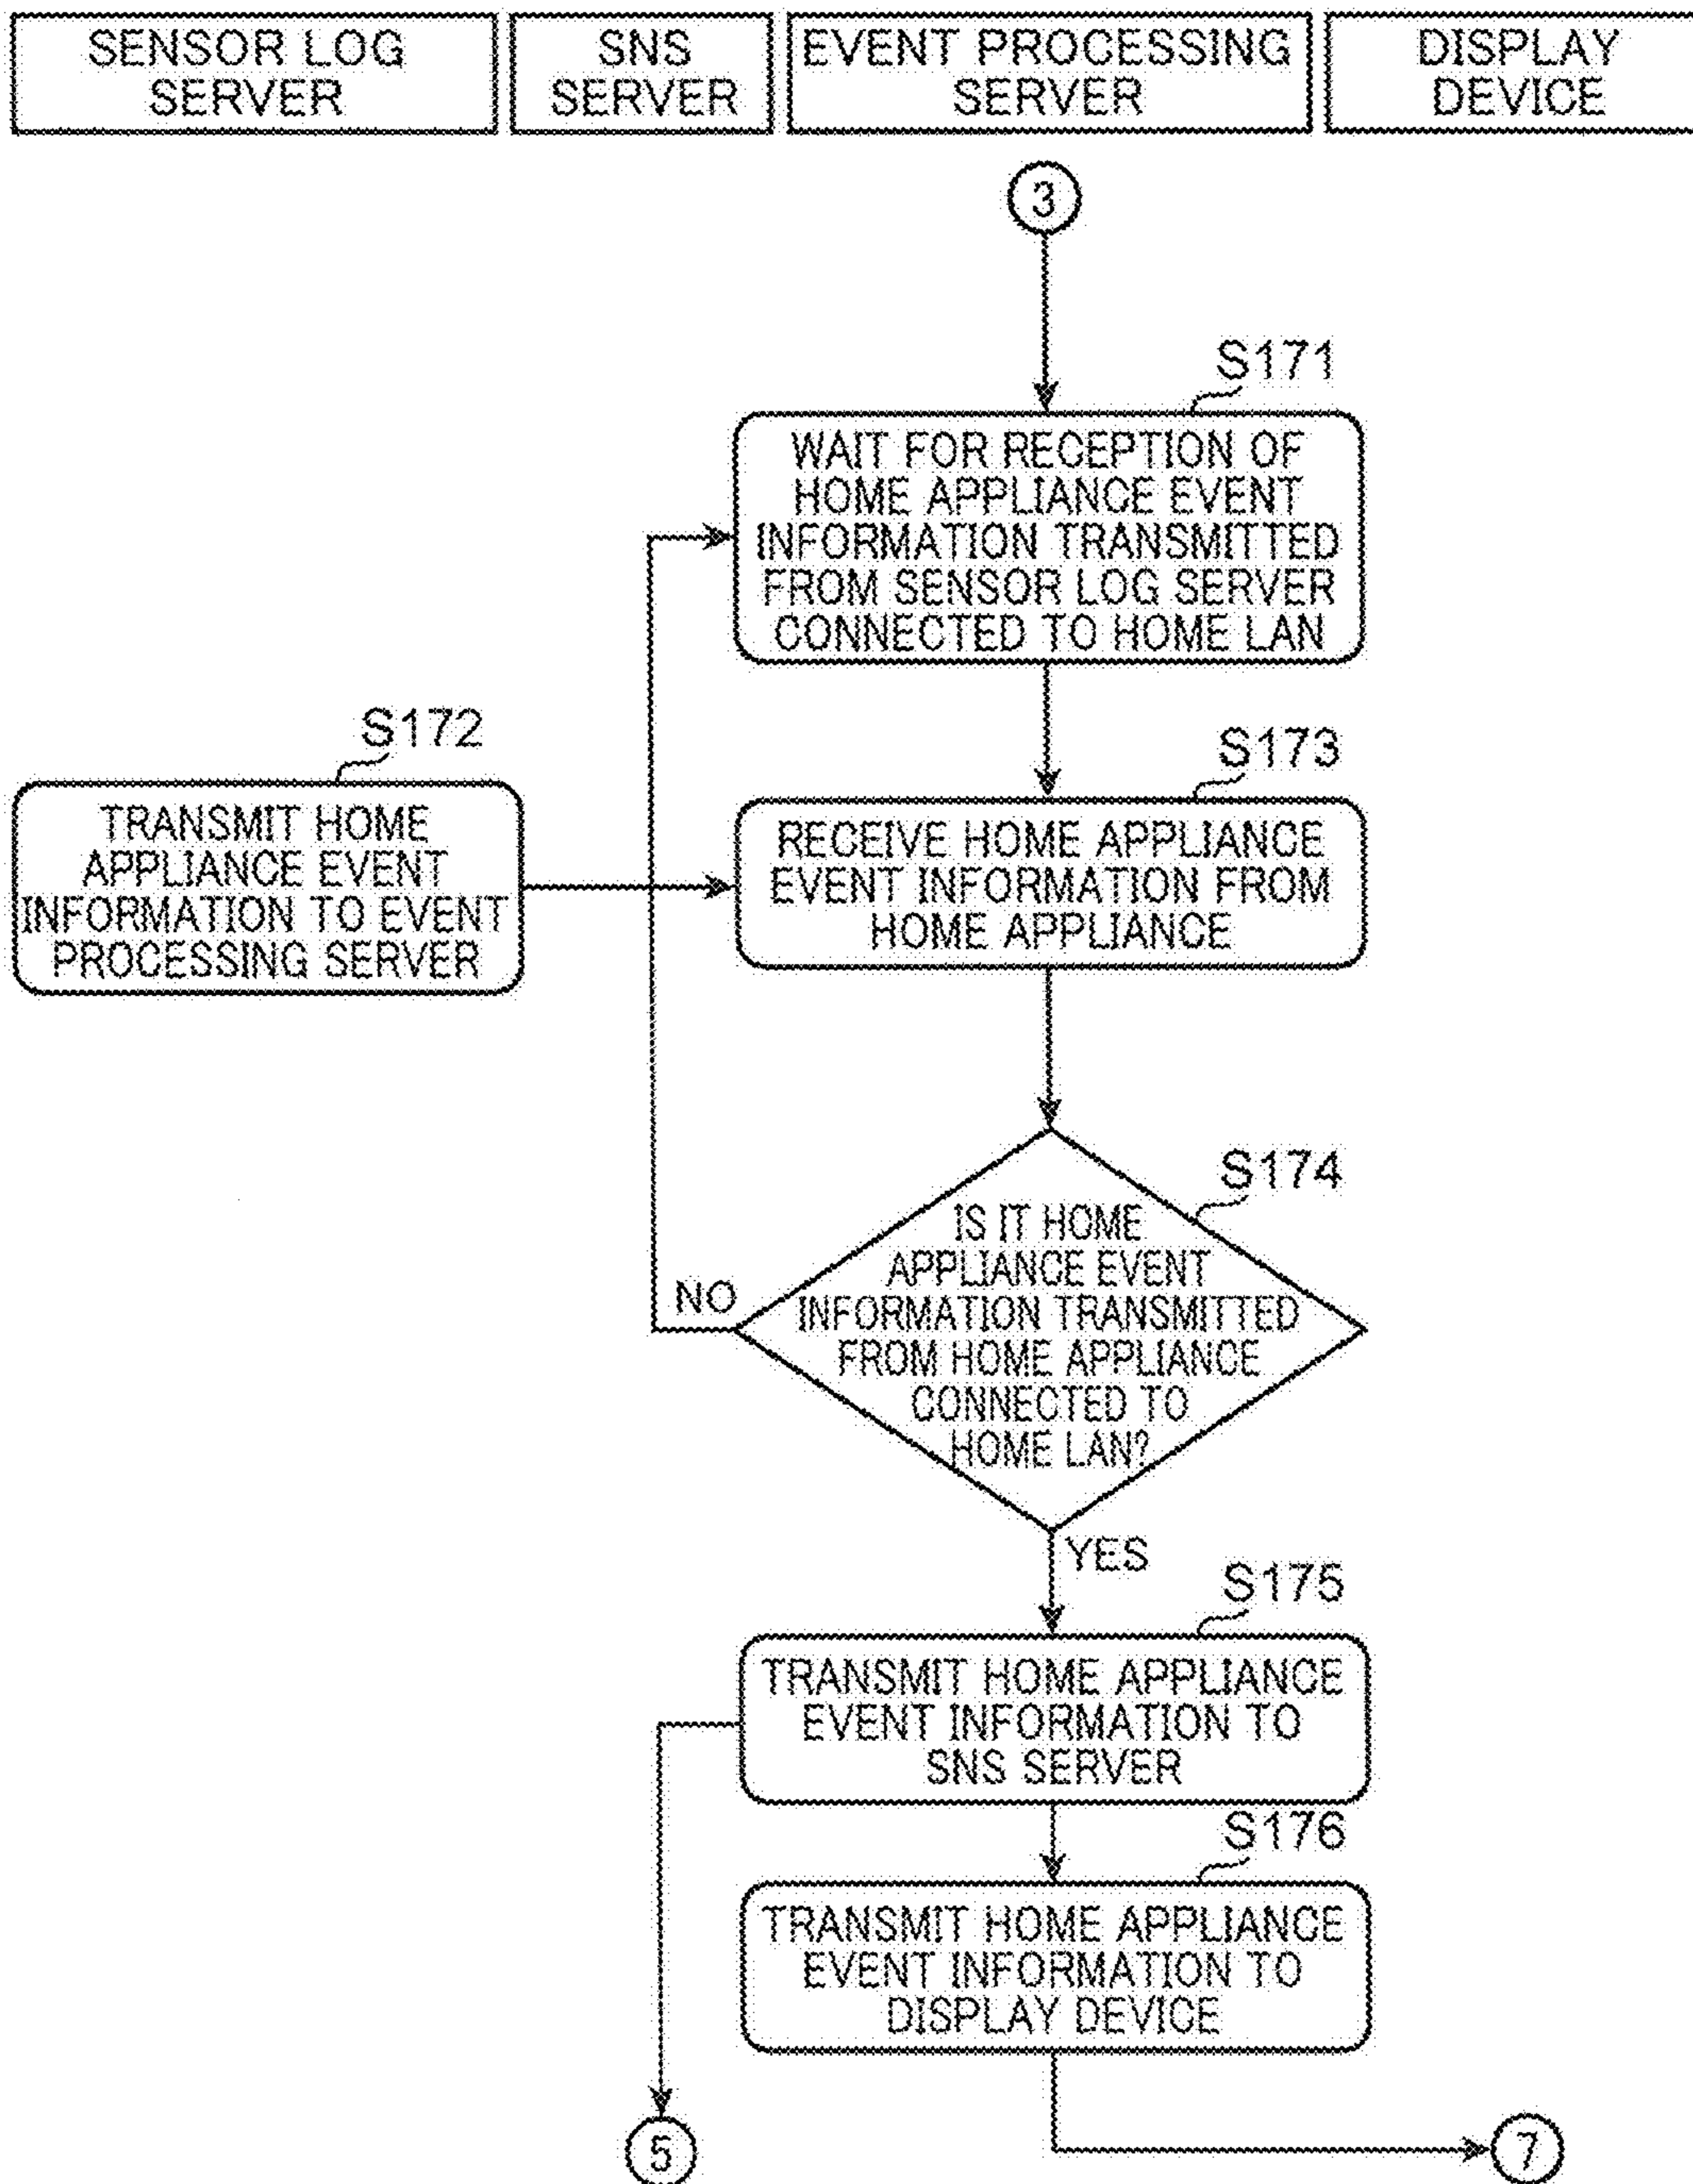 SENSOR LOG
SERVER
SNS
SERVER
EVENT PROCESSING
SERVER
DISPLAY
DEVICE
3
S171
WAIT FOR RECEPTION OF
HOME APPLIANCE EVENT
INFORMATION TRANSMITTED
FROM SENSOR LOG SERVER
CONNECTED TO HOME LAN
S172
TRANSMIT HOME
APPLIANCE EVENT
INFORMATION TO EVENT
PROCESSING SERVER
S173
RECEIVE HOME APPLIANCE
EVENT INFORMATION FROM
HOME APPLIANCE
S174
IS IT HOME
APPLIANCE EVENT
INFORMATION TRANSMITTED
FROM HOME APPLIANCE
CONNECTED TO
HOME LAN?
NO
YES
S175
TRANSMIT HOME APPLIANCE
EVENT INFORMATION TO
SNS SERVER
S176
TRANSMIT HOME APPLIANCE
EVENT INFORMATION TO
DISPLAY DEVICE
5
7